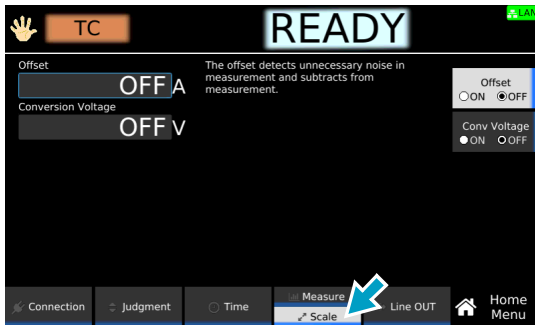 TC
READY
LAN
Offset
OFF A
Conversion Voltage
OFF V
The offset detects unnecessary noise in
measurement and subtracts from
measurement.
Offset
ON OFF
Conv Voltage
ON OFF
Connection
Judgment
Time
Measure
Scale
Line OUT
Home
Menu